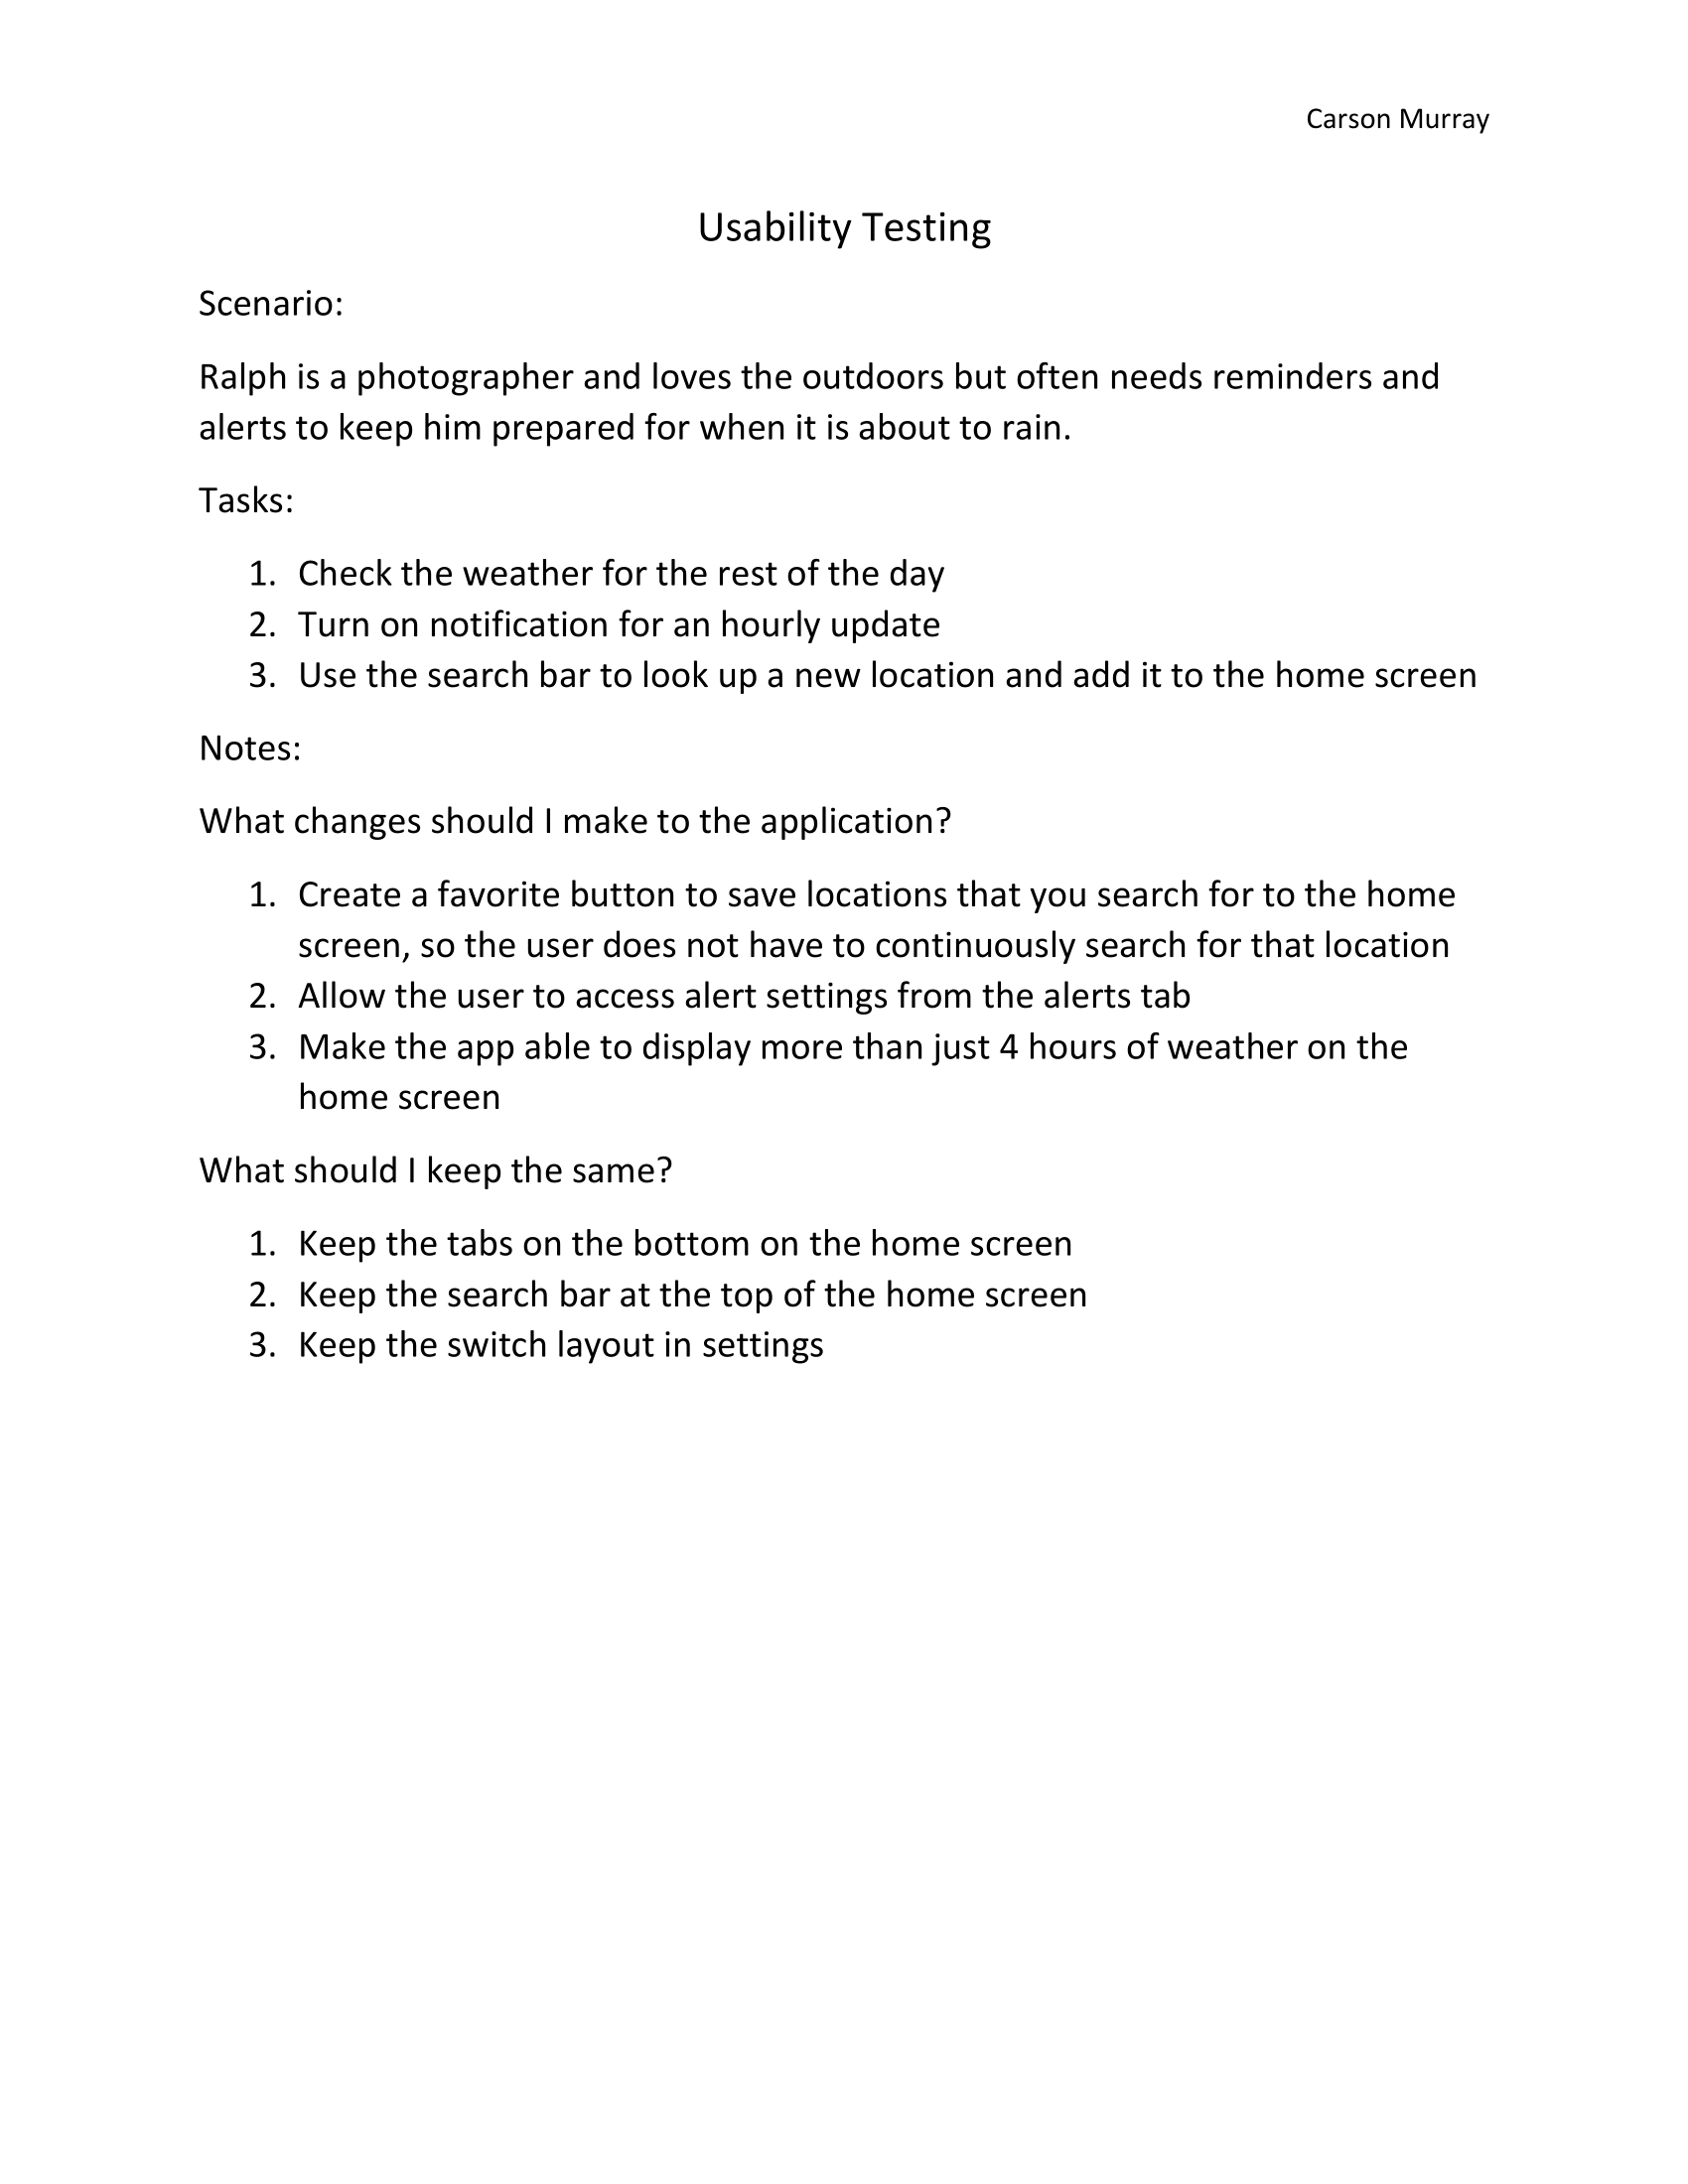 Carson Murray
Usability Testing
Scenario:
Ralph is a photographer and loves the outdoors but often needs reminders and
alerts to keep him prepared for when it is about to rain.
Tasks:
1. Check the weather for the rest of the day
2. Turn on notification for an hourly update
3. Use the search bar to look up a new location and add it to the home screen
Notes:
What changes should I make to the application?
1. Create a favorite button to save locations that you search for to the home
screen, so the user does not have to continuously search for that location
2. Allow the user to access alert settings from the alerts tab
3. Make the app able to display more than just 4 hours of weather on the
home screen
What should I keep the same?
1. Keep the tabs on the bottom on the home screen
2. Keep the search bar at the top of the home screen
3. Keep the switch layout in settings